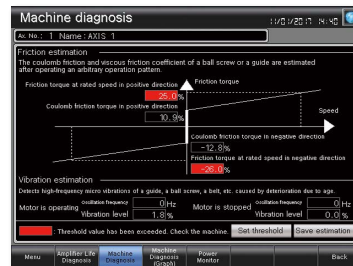 Machine diagnosis
11/01/2017 14:40
Ax. No.: 1 Name:AXIS 1
Friction estimation
The coulomb friction and viscous friction coefficient of a ball screw or a guide are estimated
after operating an arbitrary operation pattern.
Friction torque at rated speed in positive direction
25.0 %
Friction torque
Coulomb friction torque in positive direction
10.9 %
Speed
Coulomb friction torque in negative direction
-12.8 %
Friction torque at rated speed in negative direction
-26.0 %
Vibration estimation
Detects high-frequency micro vibrations of a guide, a ball screw, a belt, etc. caused by deterioration due to age.
Motor is operating Oscillation frequency 0 Hz
Vibration level 1.8 %
Motor is stopped Oscillation frequency 0 Hz
Vibration level 0.0 %
: Threshold value has been exceeded. Check the machine.
Set threshold
Save estimation
Menu
Amplifier Life
Diagnosis
Machine
Diagnosis
Machine
Diagnosis
(Graph)
Power
Monitor
Back